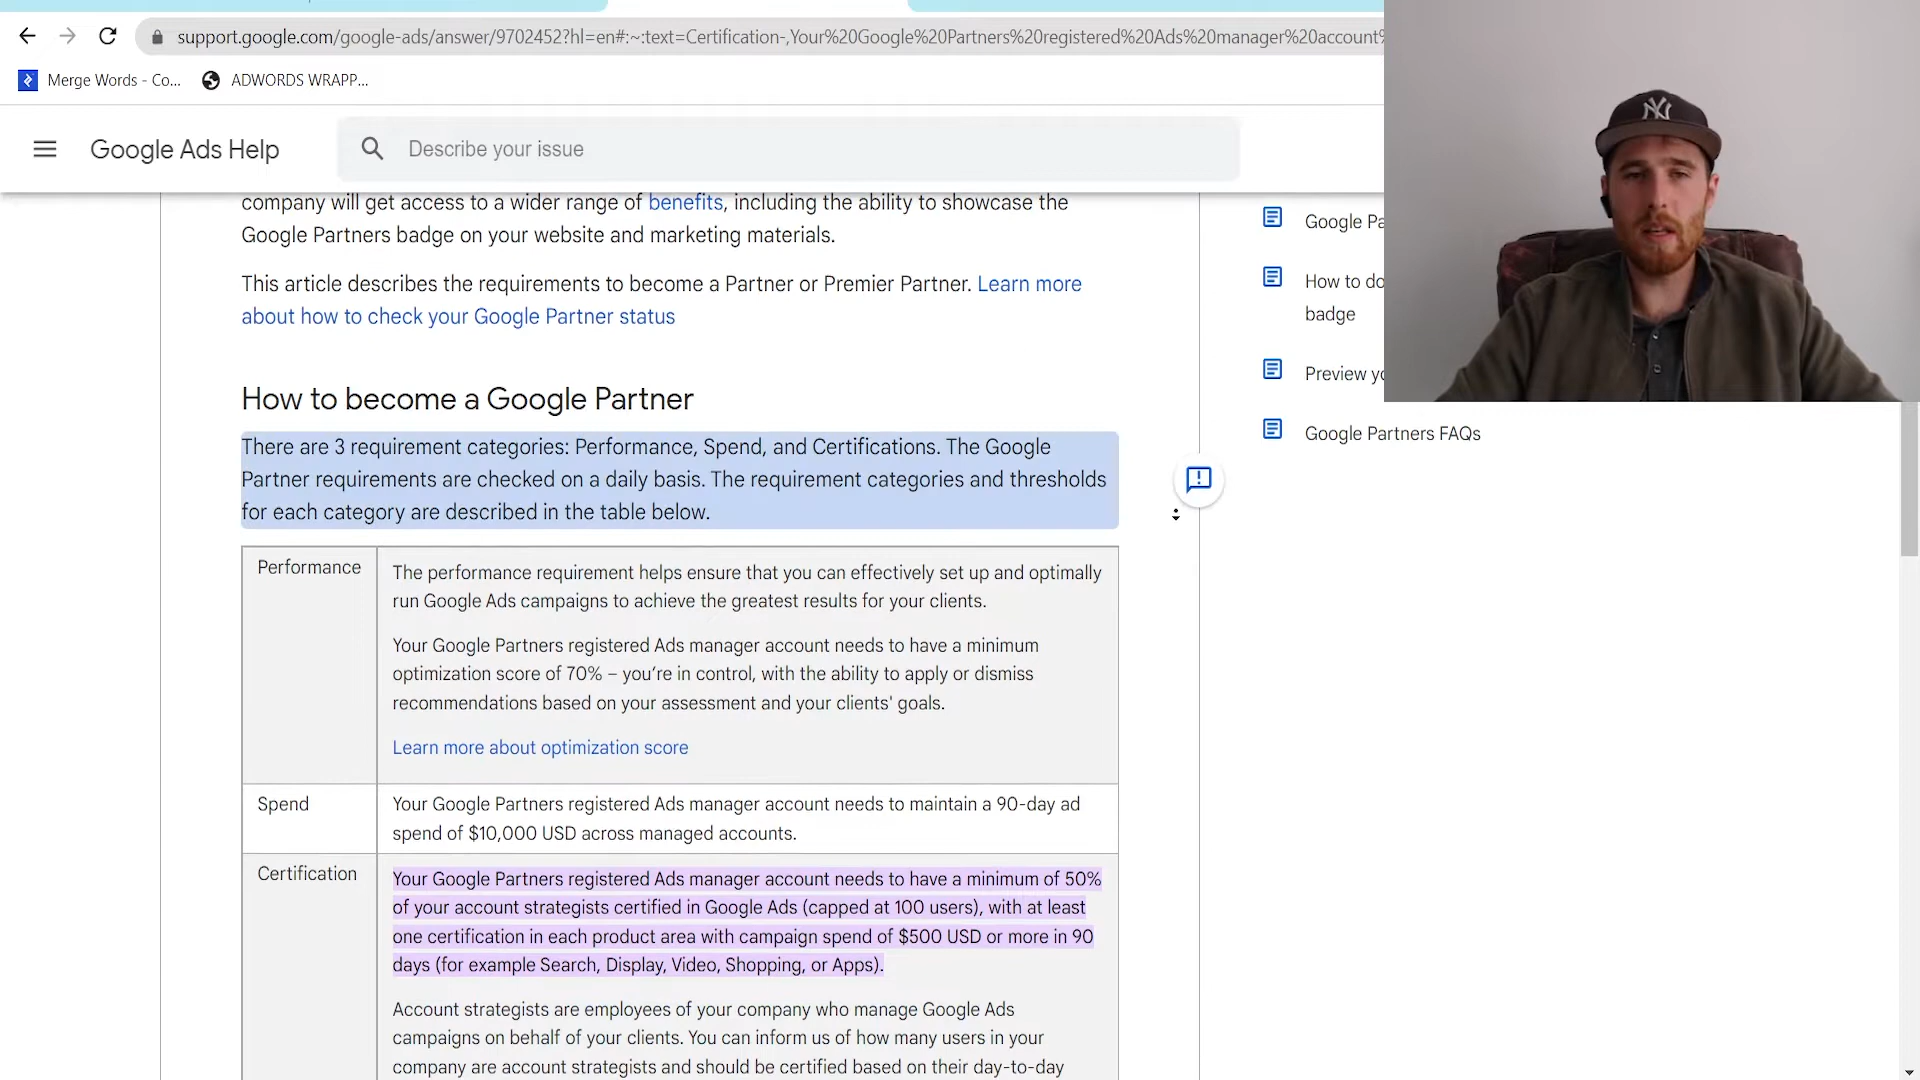 support.google.com/google-ads/answer/9702452?hl=en#:~:text=Certification-,Your%20Google%20Partners%20registered%20Ads%20manager%20account%
Merge Words - Co...
ADWORDS WRAPP...
Google Ads Help
Describe your issue
company will get access to a wider range of benefits, including the ability to showcase the
Google Partners badge on your website and marketing materials.
This article describes the requirements to become a Partner or Premier Partner. Learn more
about how to check your Google Partner status
How to become a Google Partner
There are 3 requirement categories: Performance, Spend, and Certifications. The Google
Partner requirements are checked on a daily basis. The requirement categories and thresholds
for each category are described in the table below.
Performance
The performance requirement helps ensure that you can effectively set up and optimally
run Google Ads campaigns to achieve the greatest results for your clients.
Your Google Partners registered Ads manager account needs to have a minimum
optimization score of 70% – you’re in control, with the ability to apply or dismiss
recommendations based on your assessment and your clients' goals.
Learn more about optimization score
Spend
Your Google Partners registered Ads manager account needs to maintain a 90-day ad
spend of $10,000 USD across managed accounts.
Certification
Your Google Partners registered Ads manager account needs to have a minimum of 50%
of your account strategists certified in Google Ads (capped at 100 users), with at least
one certification in each product area with campaign spend of $500 USD or more in 90
days (for example Search, Display, Video, Shopping, or Apps).
Account strategists are employees of your company who manage Google Ads
campaigns on behalf of your clients. You can inform us of how many users in your
company are account strategists and should be certified based on their day-to-day
Google Pa
How to do
badge
Preview yo
Google Partners FAQs
NY